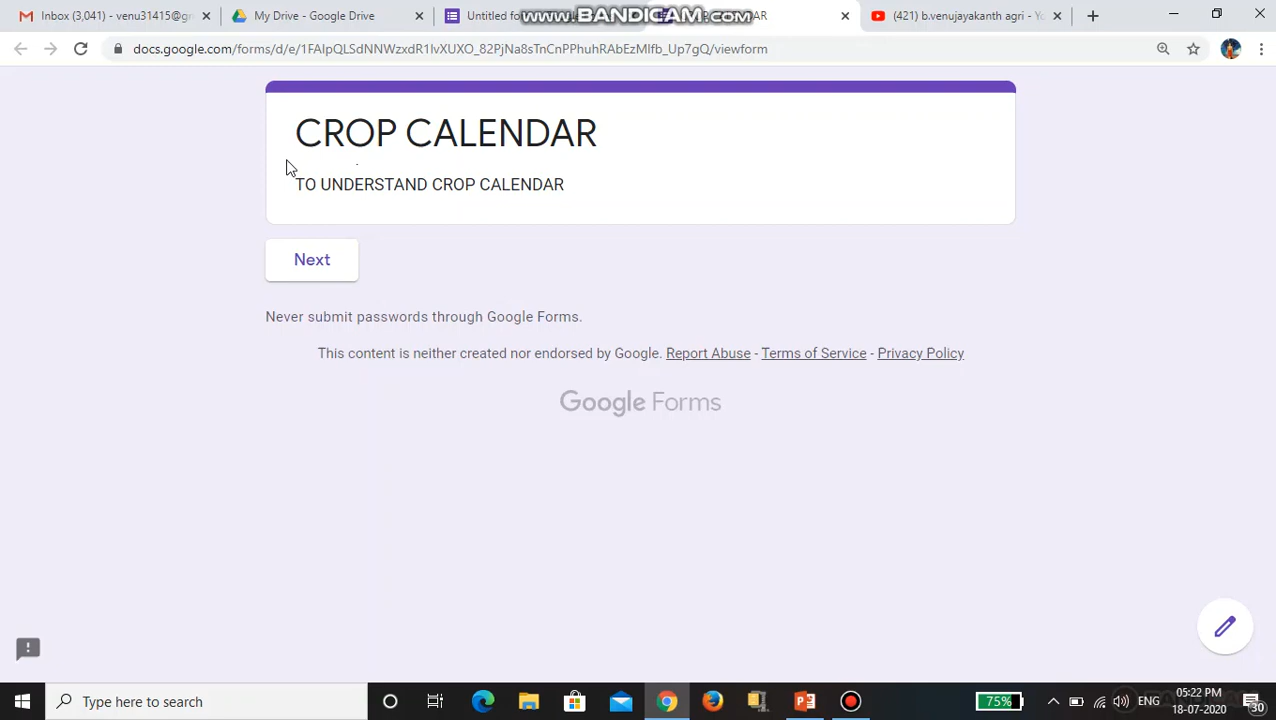 Inbox (3,041) - venu31415@g
My Drive - Google Drive
Untitled fo
www.BANDICAM.com
AR
(421) b.venujayakanth agri - Yo
docs.google.com/forms/d/e/1FAIpQLSdNNWzxdR1IvXUXO_82PjNa8sTnCnPPhuhRAbEzMIfb_Up7gQ/viewform
CROP CALENDAR
TO UNDERSTAND CROP CALENDAR
Next
Never submit passwords through Google Forms.
This content is neither created nor endorsed by Google. Report Abuse - Terms of Service - Privacy Policy
Google Forms
Type here to search
75%
ENG
05:22 PM
18-07-2020
30